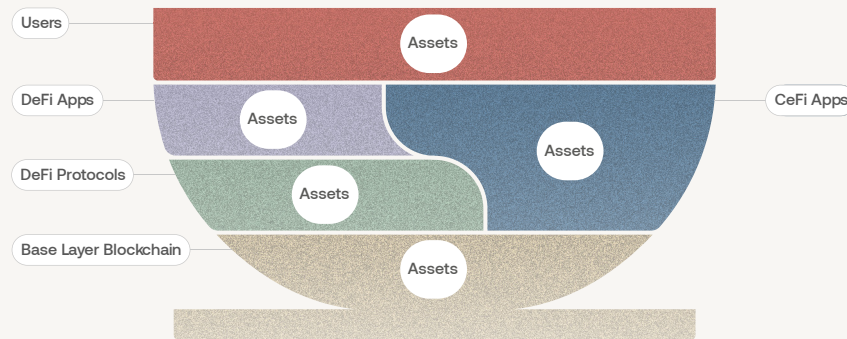 Users
Assets
DeFi Apps
Assets
CeFi Apps
Assets
DeFi Protocols
Assets
Base Layer Blockchain
Assets